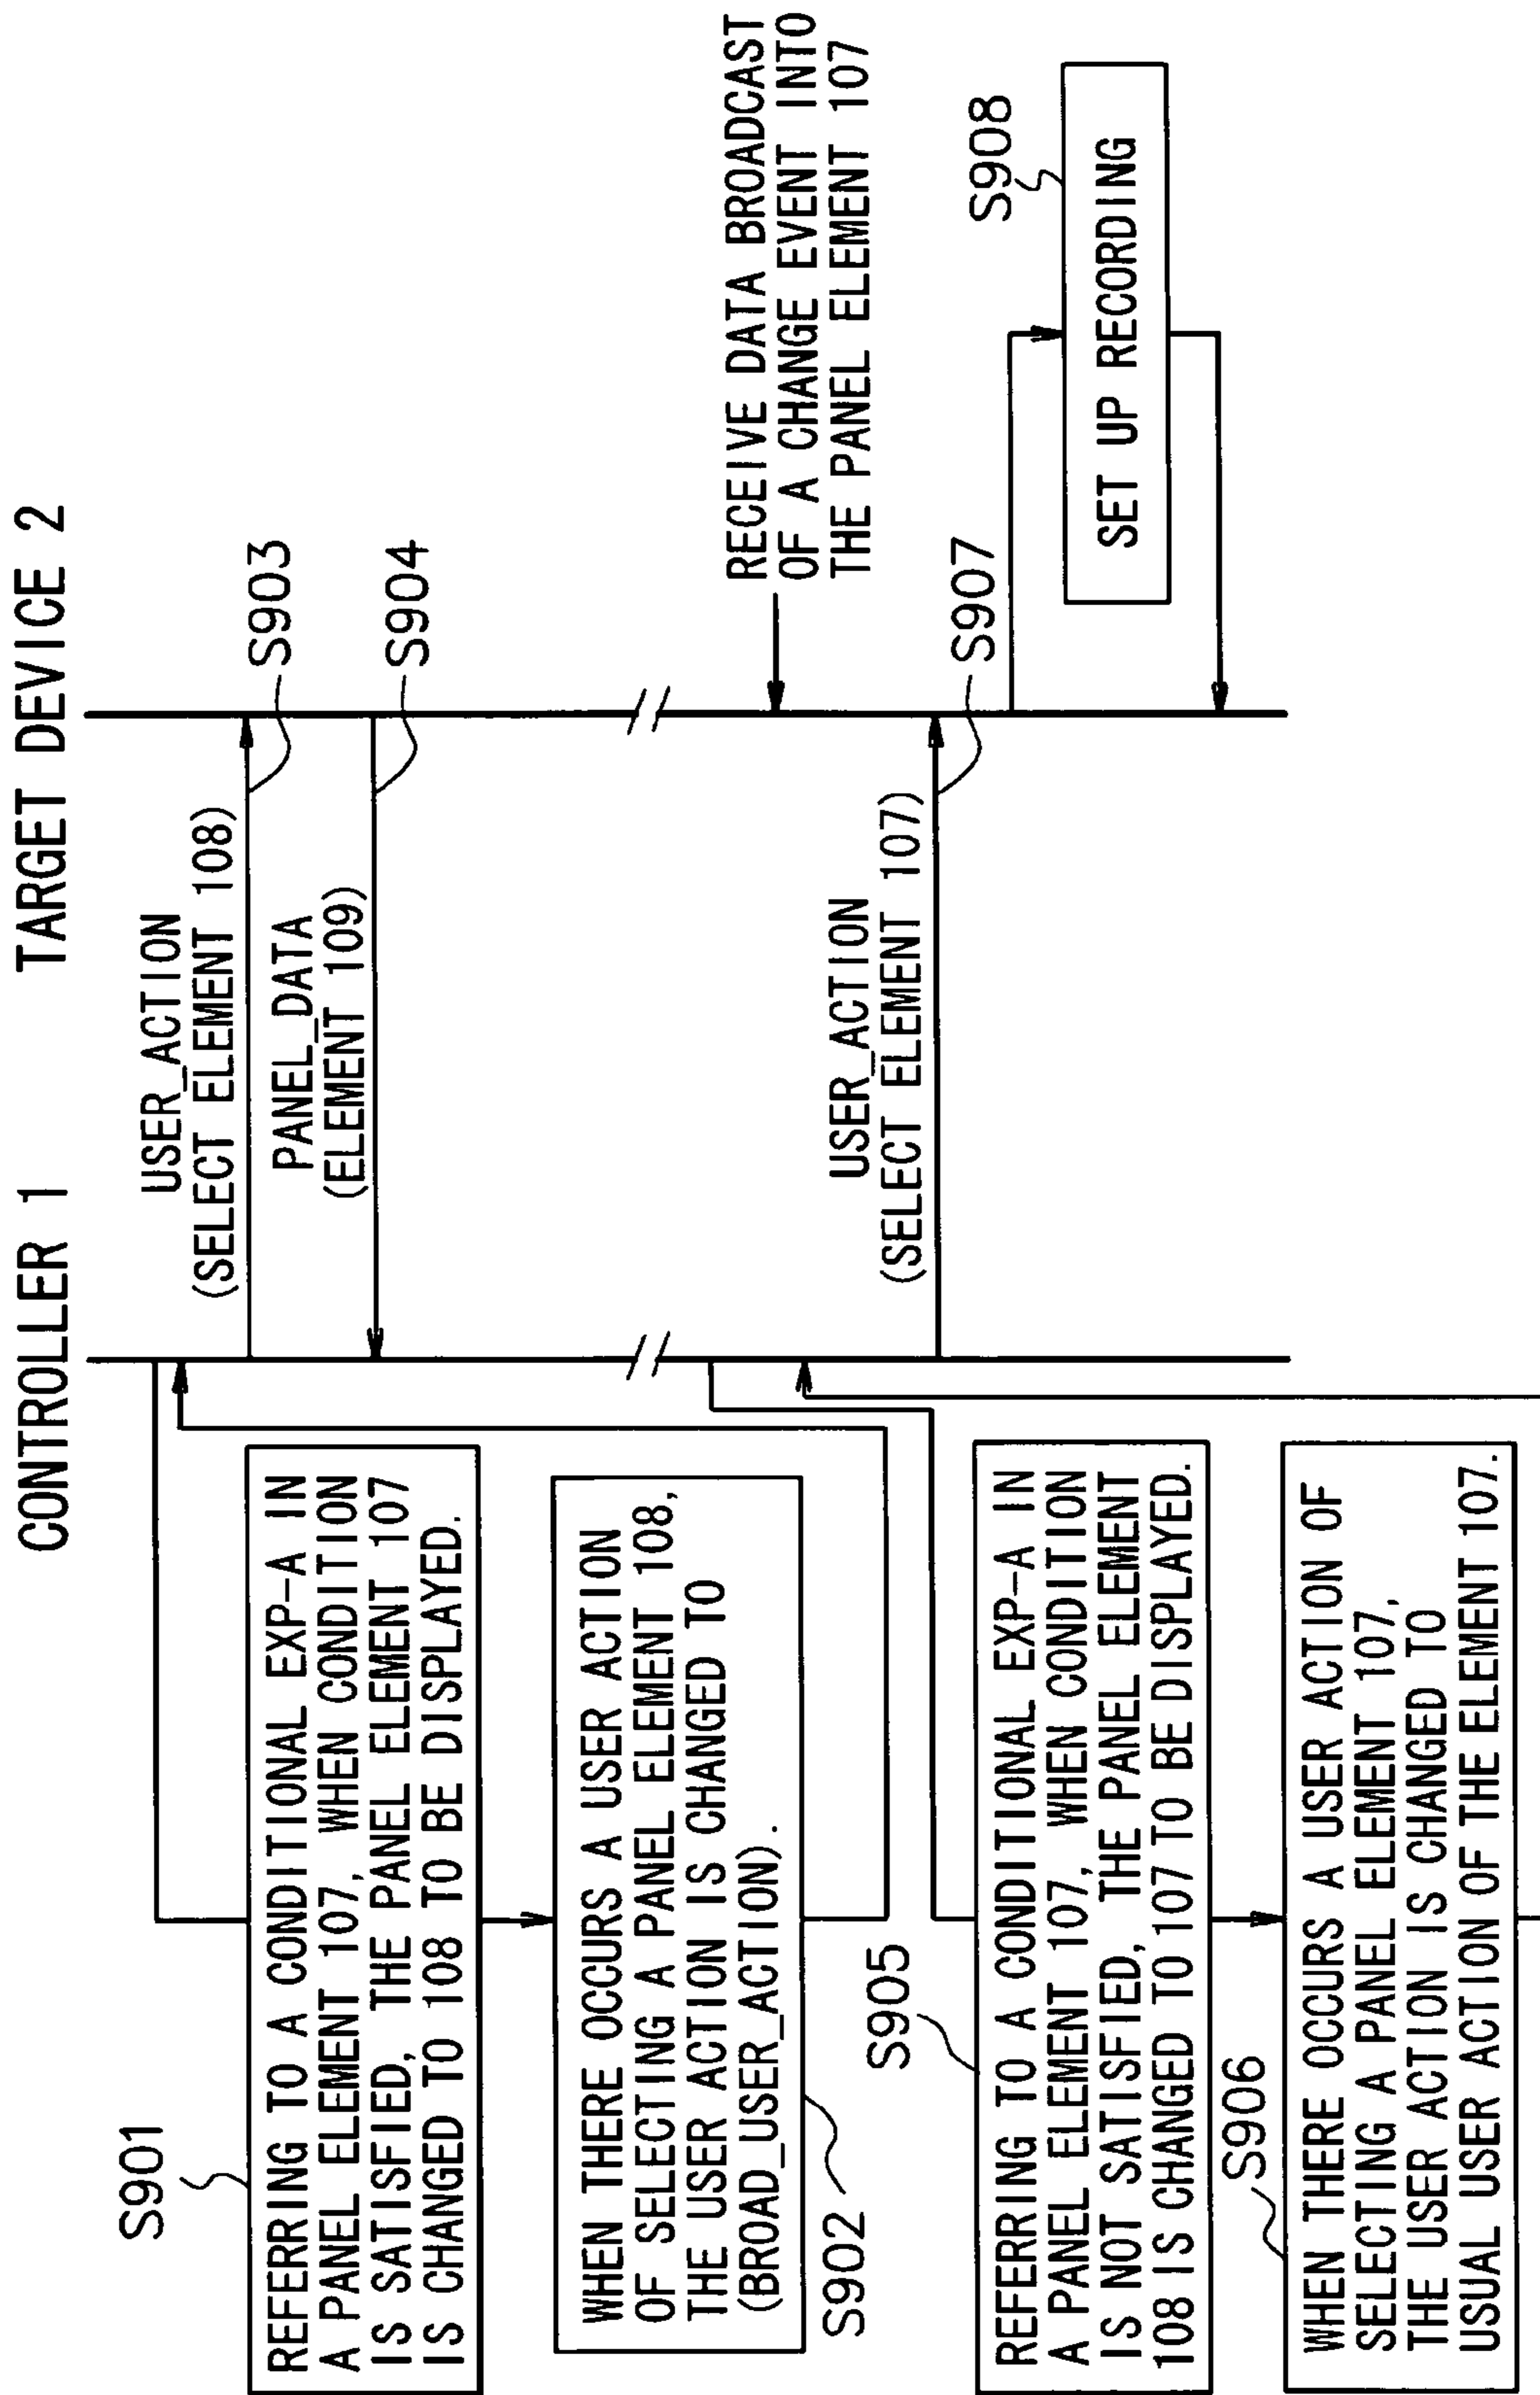 CONTROLLER 1
TARGET DEVICE 2
S901
REFERRING TO A CONDITIONAL EXP-A IN
A PANEL ELEMENT 107, WHEN CONDITION
IS SATISFIED, THE PANEL ELEMENT 107
IS CHANGED TO 108 TO BE DISPLAYED.
WHEN THERE OCCURS A USER ACTION
OF SELECTING A PANEL ELEMENT 108,
THE USER ACTION IS CHANGED TO
(BROAD_USER_ACTION).
S902
USER_ACTION
(SELECT ELEMENT 108)
S903
PANEL_DATA
(ELEMENT 109)
S904
RECEIVE DATA BROADCAST
OF A CHANGE EVENT INTO
THE PANEL ELEMENT 107
S905
REFERRING TO A CONDITIONAL EXP-A IN
A PANEL ELEMENT 107, WHEN CONDITION
IS NOT SATISFIED, THE PANEL ELEMENT
108 IS CHANGED TO 107 TO BE DISPLAYED.
S906
WHEN THERE OCCURS A USER ACTION OF
SELECTING A PANEL ELEMENT 107,
THE USER ACTION IS CHANGED TO
USUAL USER ACTION OF THE ELEMENT 107.
USER_ACTION
(SELECT ELEMENT 107)
S907
S908
SET UP RECORDING